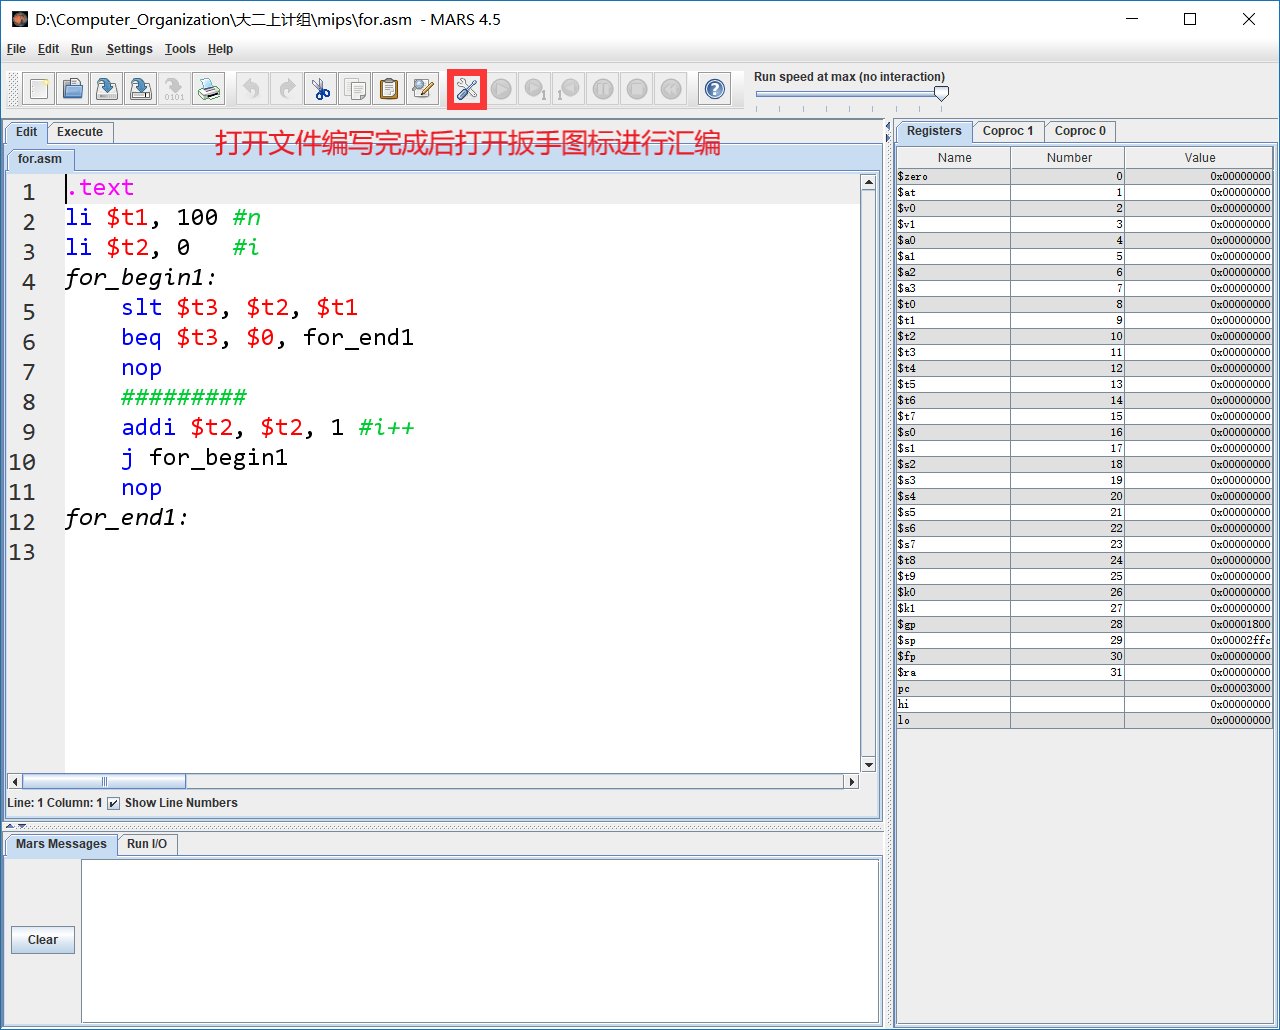 D:\Computer_Organization\大二上计组\mips\for.asm - MARS 4.5
File Edit Run Settings Tools Help
Run speed at max (no interaction)
Edit Execute
打开文件编写完成后打开扳手图标进行汇编
for.asm
1 .text
2 li $t1, 100 #n
3 li $t2, 0 #i
4 for_begin1:
5 slt $t3, $t2, $t1
6 beq $t3, $0, for_end1
7 nop
8 #########
9 addi $t2, $t2, 1 #i++
10 j for_begin1
11 nop
12 for_end1:
13
Line: 1 Column: 1 Show Line Numbers
Mars Messages Run I/O
Clear
Registers Coproc 1 Coproc 0
Name Number Value
$zero 0 0x00000000
$at 1 0x00000000
$v0 2 0x00000000
$v1 3 0x00000000
$a0 4 0x00000000
$a1 5 0x00000000
$a2 6 0x00000000
$a3 7 0x00000000
$t0 8 0x00000000
$t1 9 0x00000000
$t2 10 0x00000000
$t3 11 0x00000000
$t4 12 0x00000000
$t5 13 0x00000000
$t6 14 0x00000000
$t7 15 0x00000000
$s0 16 0x00000000
$s1 17 0x00000000
$s2 18 0x00000000
$s3 19 0x00000000
$s4 20 0x00000000
$s5 21 0x00000000
$s6 22 0x00000000
$s7 23 0x00000000
$t8 24 0x00000000
$t9 25 0x00000000
$k0 26 0x00000000
$k1 27 0x00000000
$gp 28 0x00001800
$sp 29 0x00002ffc
$fp 30 0x00000000
$ra 31 0x00000000
pc 0x00003000
hi 0x00000000
lo 0x00000000